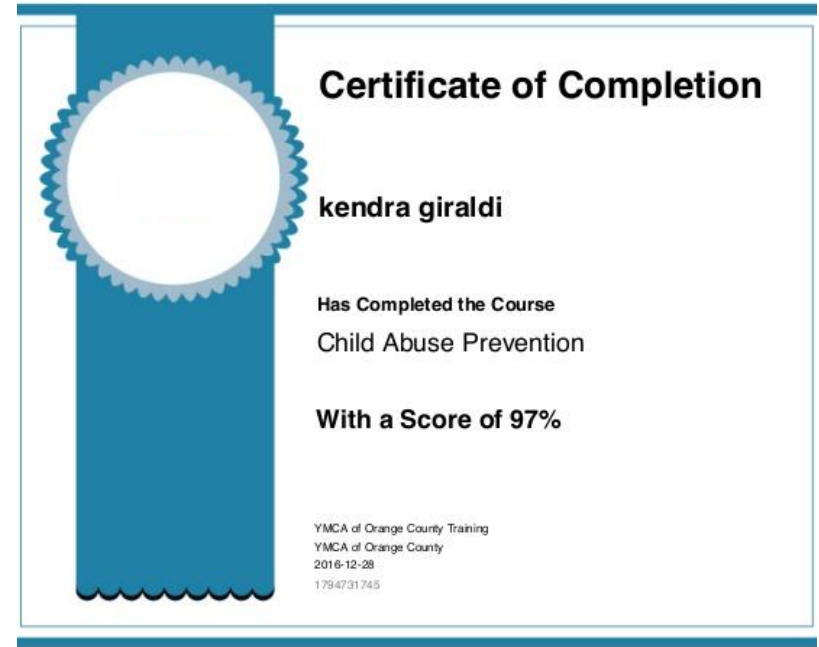 Certificate of Completion
kendra giraldi
Has Completed the Course
Child Abuse Prevention
With a Score of 97%
YMCA of Orange County Training
YMCA of Orange County
2016-12-28
1794731745